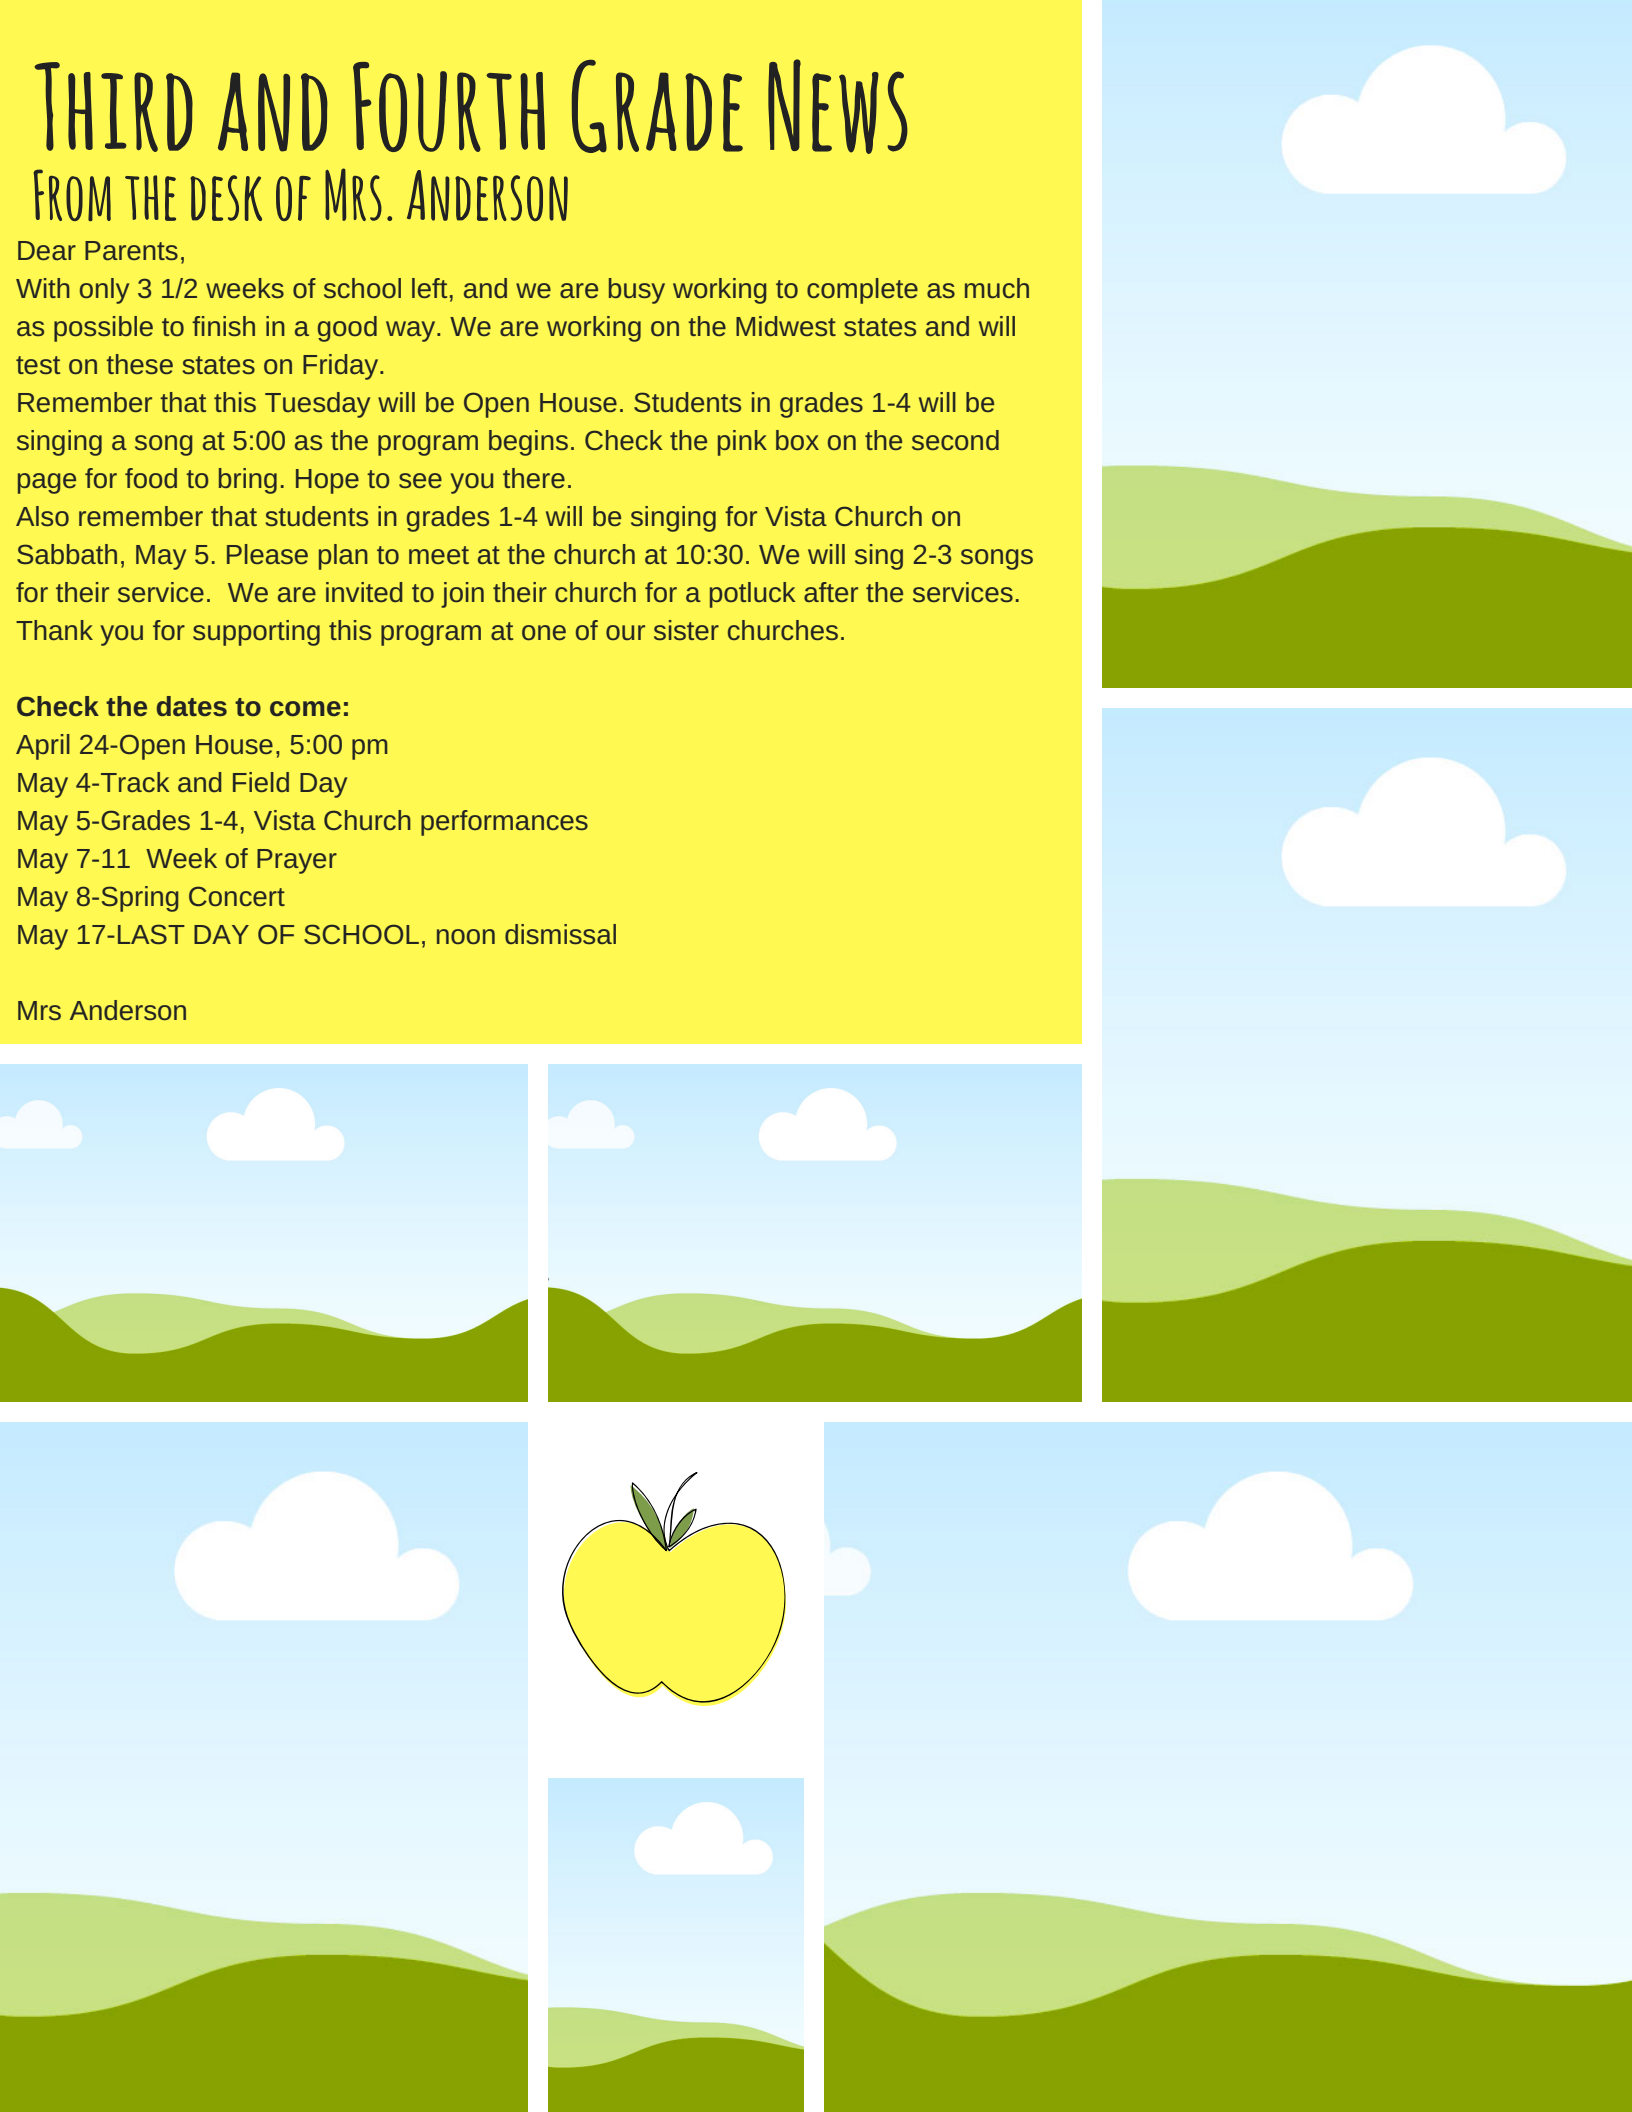 Third and Fourth Grade News
From the desk of Mrs. Anderson
Dear Parents,
With only 3 1/2 weeks of school left, and we are busy working to complete as much
as possible to finish in a good way. We are working on the Midwest states and will
test on these states on Friday.
Remember that this Tuesday will be Open House. Students in grades 1-4 will be
singing a song at 5:00 as the program begins. Check the pink box on the second
page for food to bring. Hope to see you there.
Also remember that students in grades 1-4 will be singing for Vista Church on
Sabbath, May 5. Please plan to meet at the church at 10:30. We will sing 2-3 songs
for their service.  We are invited to join their church for a potluck after the services.
Thank you for supporting this program at one of our sister churches.
Check the dates to come:
April 24-Open House, 5:00 pm
May 4-Track and Field Day
May 5-Grades 1-4, Vista Church performances
May 7-11  Week of Prayer
May 8-Spring Concert
May 17-LAST DAY OF SCHOOL, noon dismissal
Mrs Anderson